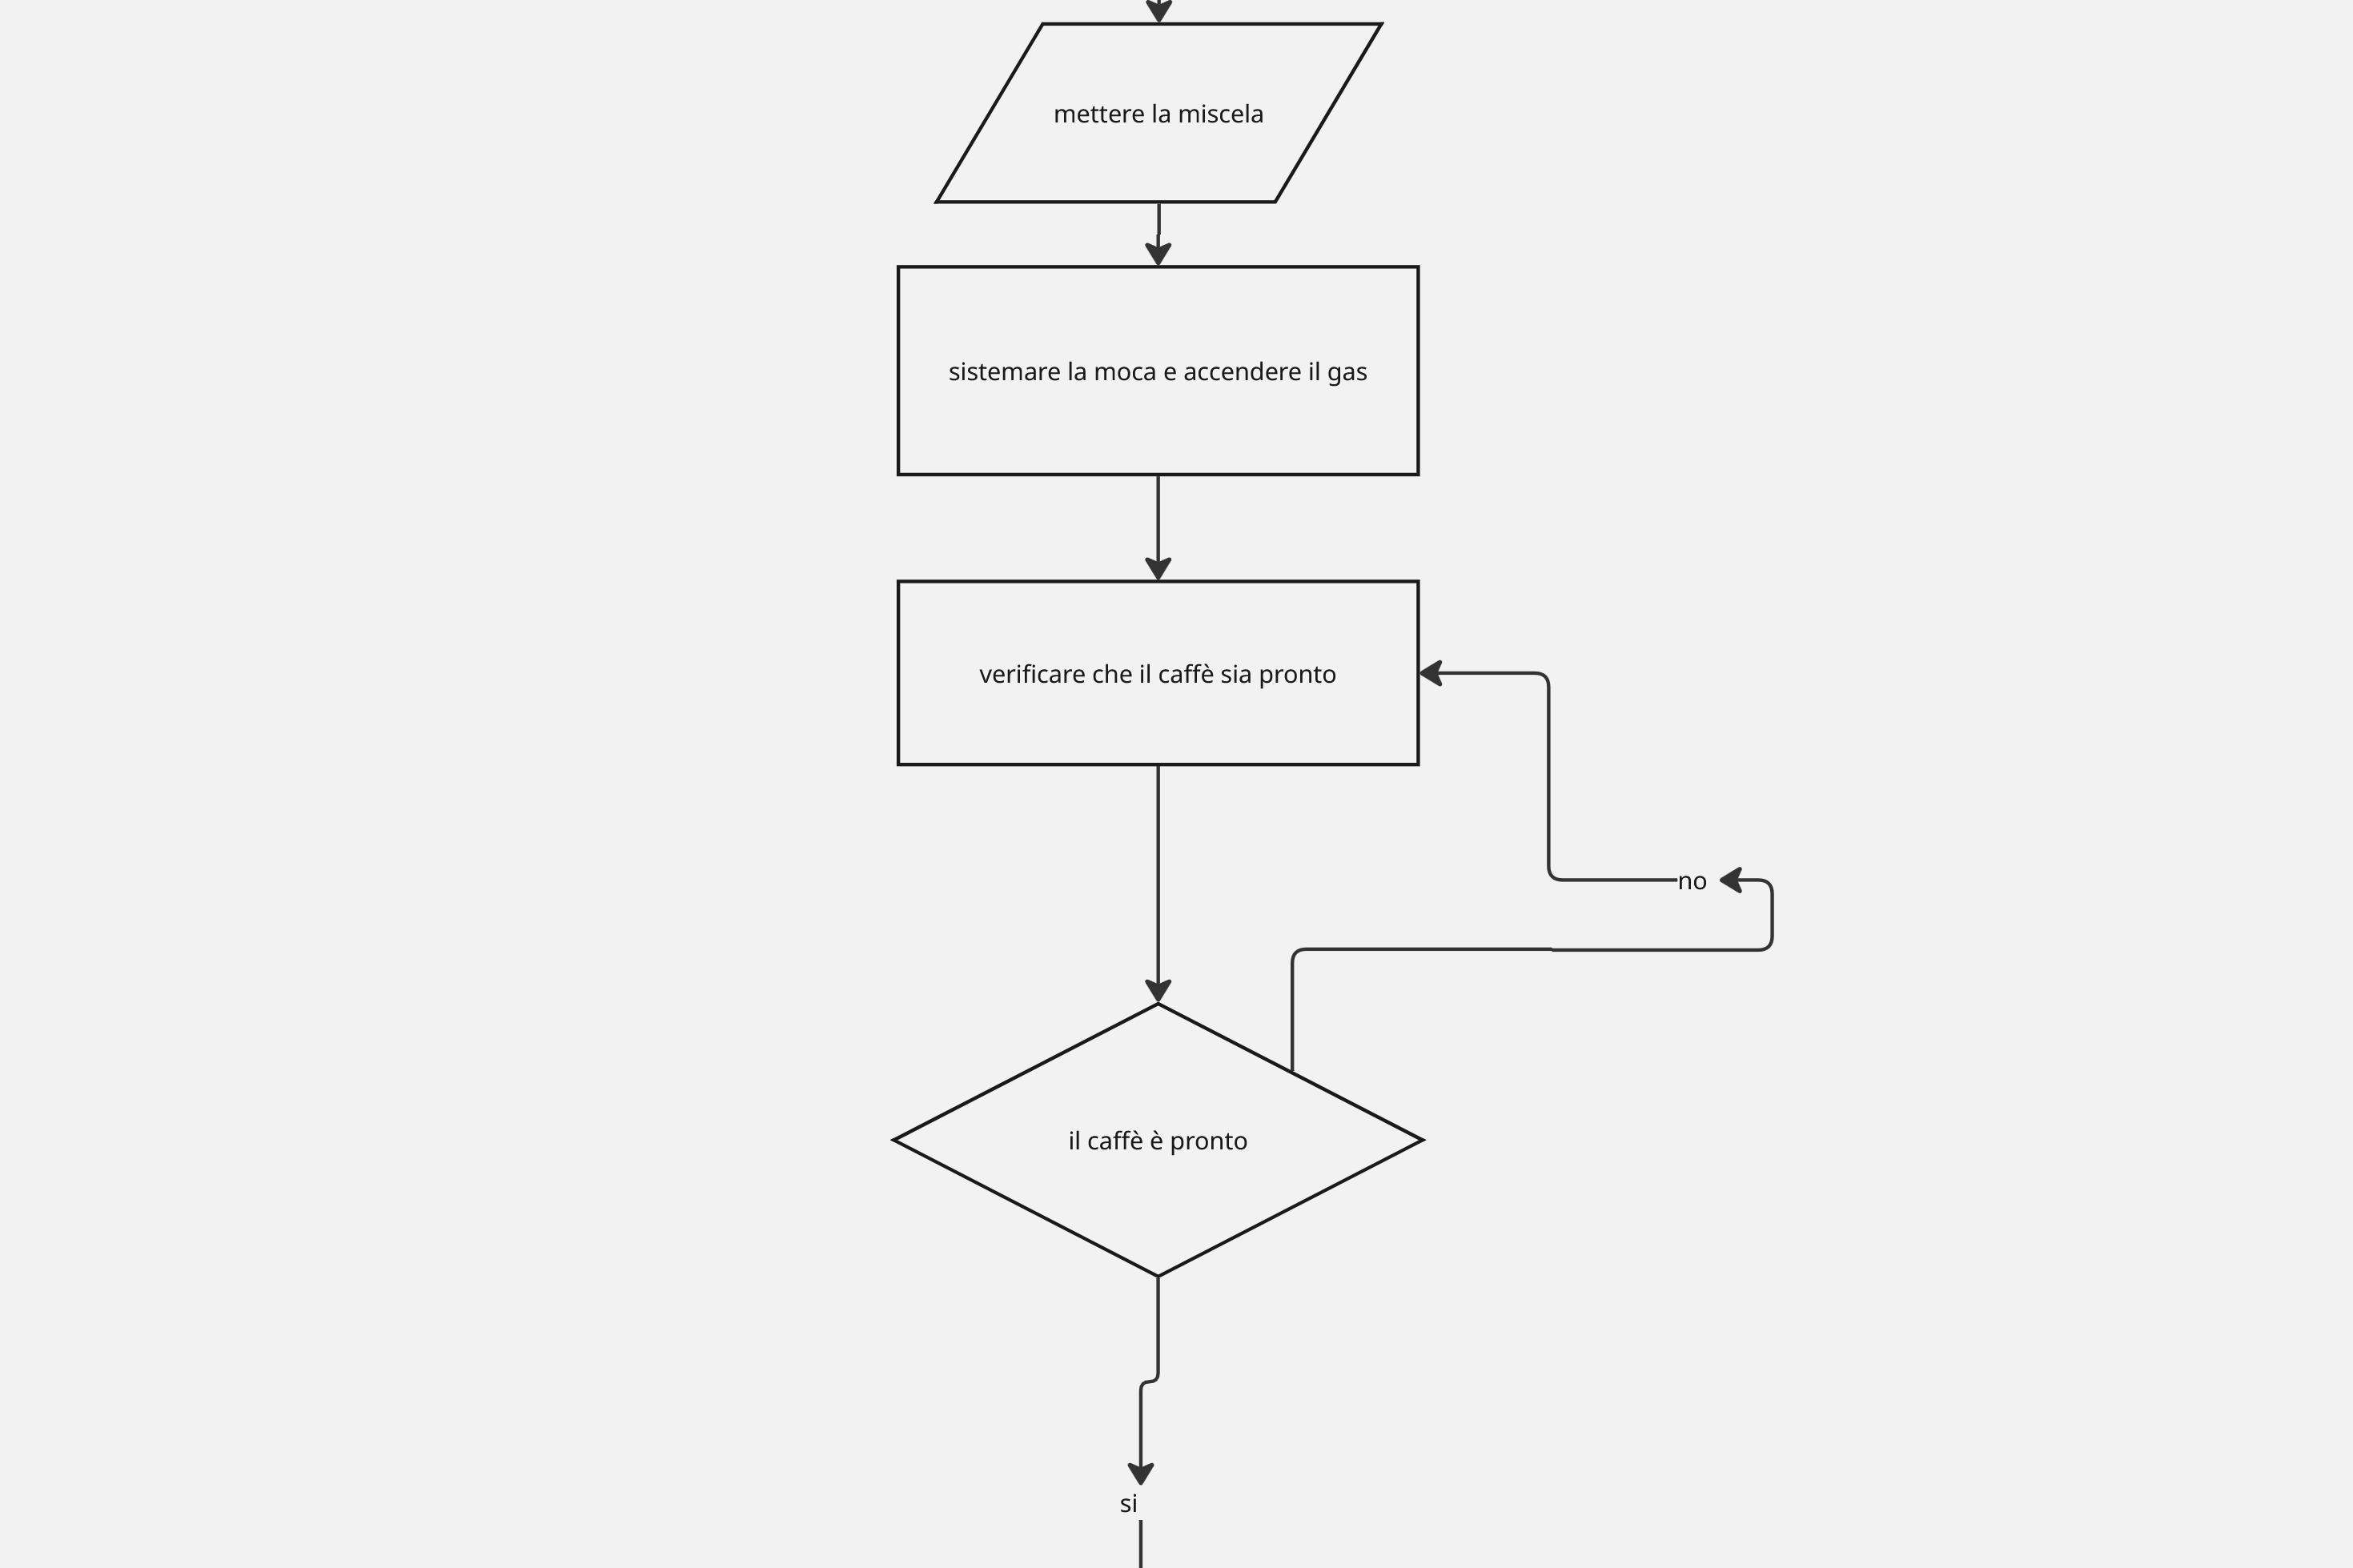 mettere la miscela
sistemare la moca e accendere il gas
verificare che il caffè sia pronto
no
il caffè è pronto
si